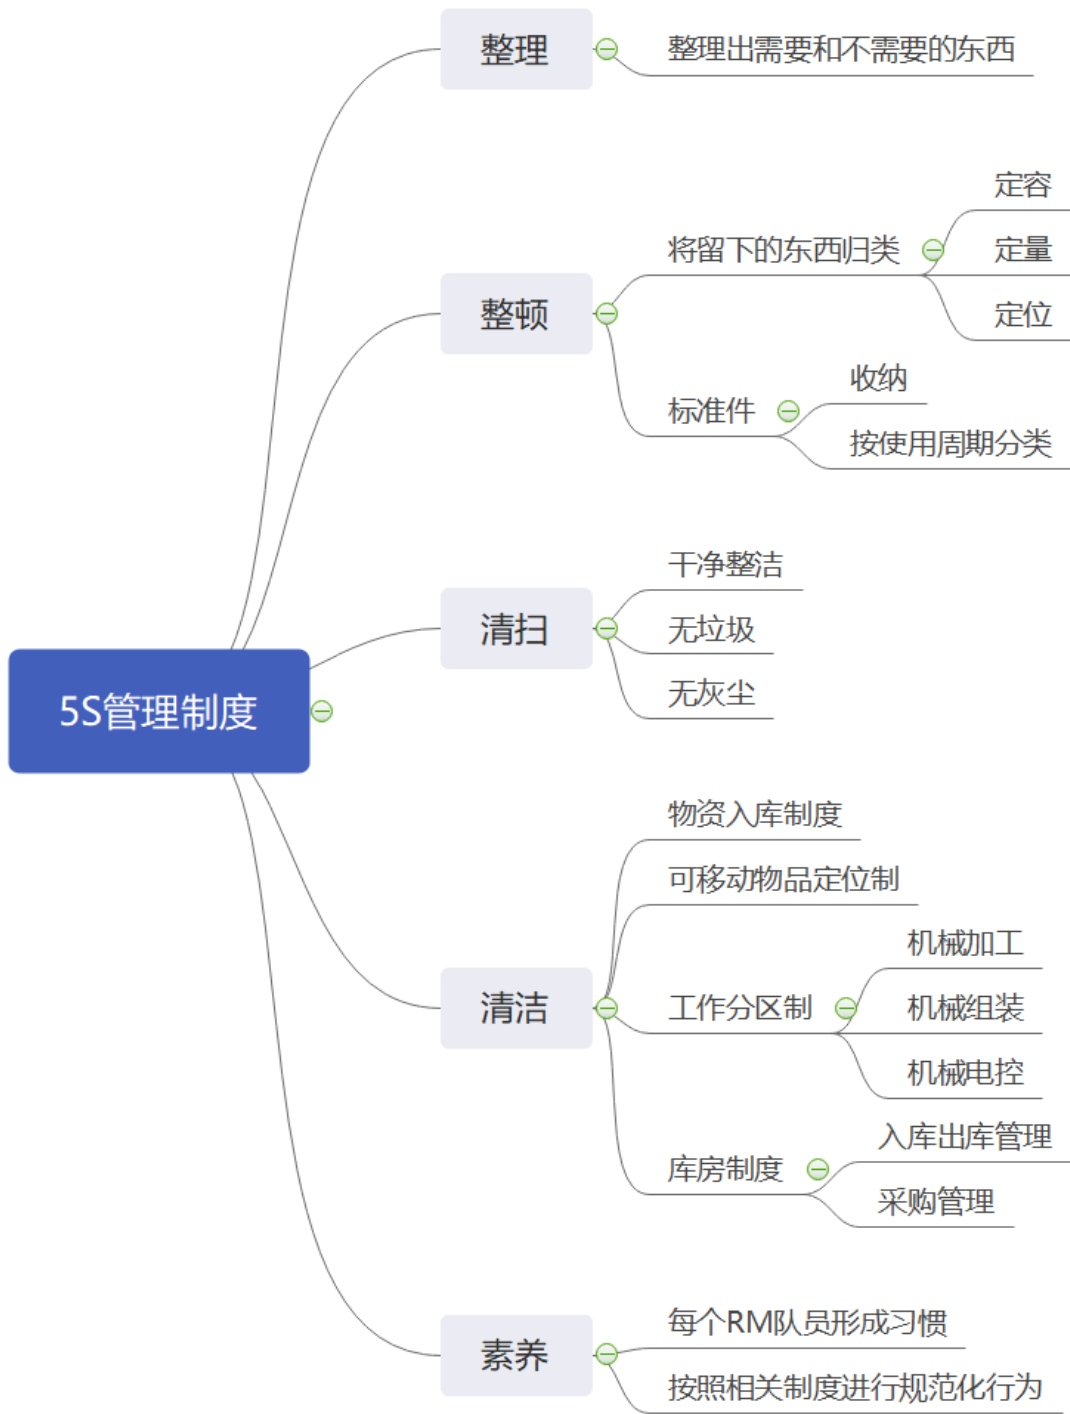 5S管理制度
整理
整理出需要和不需要的东西
整顿
将留下的东西归类
定容
定量
定位
标准件
收纳
按使用周期分类
清扫
干净整洁
无垃圾
无灰尘
清洁
物资入库制度
可移动物品定位制
工作分区制
机械加工
机械组装
机械电控
库房制度
入库出库管理
采购管理
素养
每个RM队员形成习惯
按照相关制度进行规范化行为